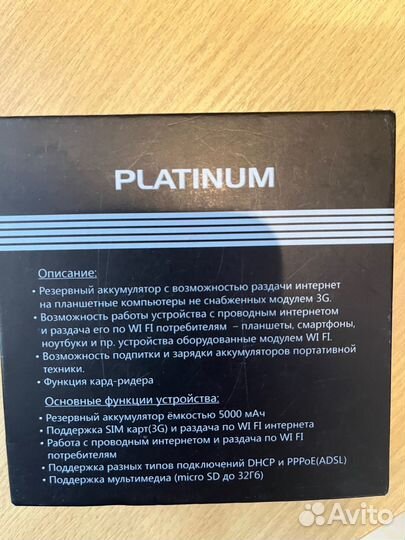 PLATINUM
Описание:
• Резервный аккумулятор с возможностью раздачи интернет
на планшетные компьютеры не снабженных модулем 3G.
• Возможность работы устройства с проводным интернетом
и раздача его по WI FI потребителям – планшеты, смартфоны,
ноутбуки и пр. устройства оборудованные модулем WI FI.
• Возможность подпитки и зарядки аккумуляторов портативной
техники.
• Функция кард-ридера
Основные функции устройства:
• Резервный аккумулятор ёмкостью 5000 мАч
• Поддержка SIM карт(3G) и раздача по WI FI интернета
• Работа с проводным интернетом и раздача по WI FI
потребителям
• Поддержка разных типов подключений DHCP и PPPoE(ADSL)
• Поддержка мультимедиа (micro SD до 32Гб)
Avito